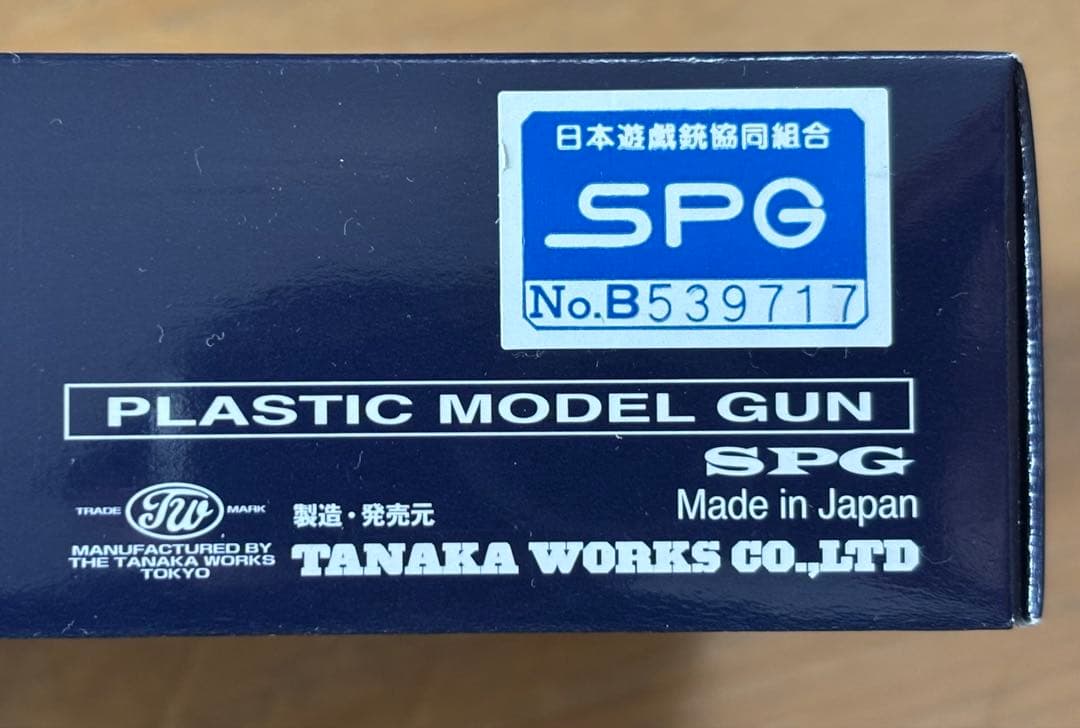 日本遊戯銃協同組合
SPG
No.B539717
PLASTIC MODEL GUN
SPG
Made in Japan
TRADE TW MARK
MANUFACTURED BY
THE TANAKA WORKS
TOKYO
製造・発売元
TANAKA WORKS CO.,LTD